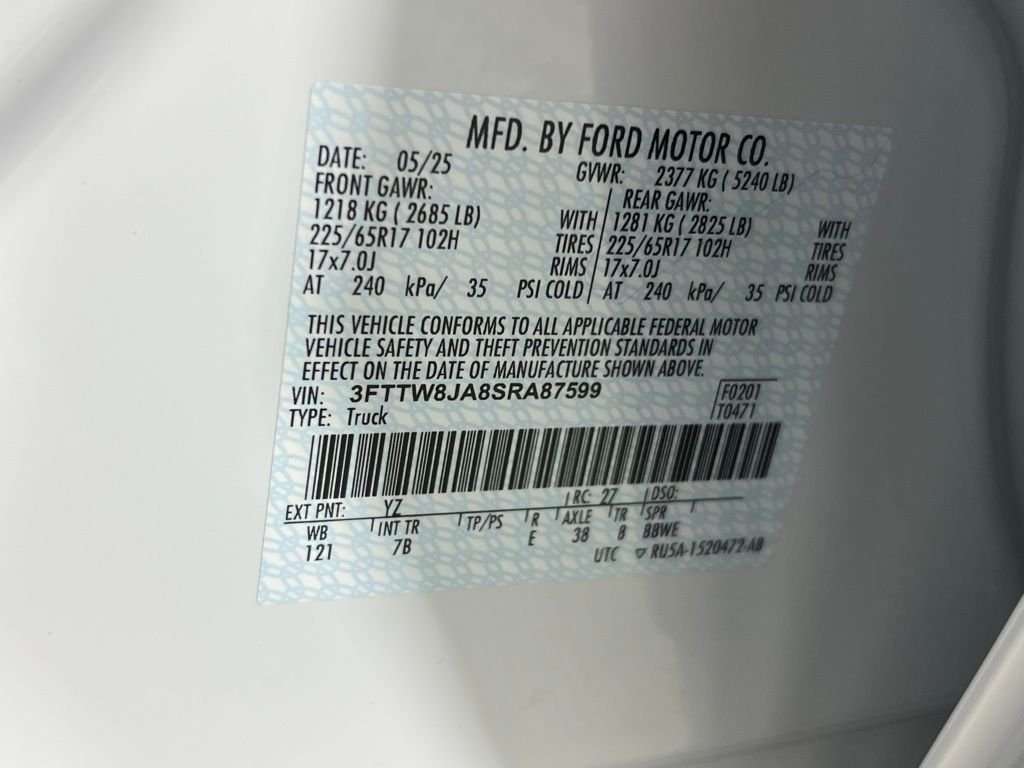 MFD. BY FORD MOTOR CO.
DATE: 05/25 GVWR: 2377 KG ( 5240 LB)
FRONT GAWR: REAR GAWR:
1218 KG ( 2685 LB) WITH 1281 KG ( 2825 LB) WITH
225/65R17 102H TIRES 225/65R17 102H TIRES
17x7.0J RIMS 17x7.0J RIMS
AT 240 kPa/ 35 PSI COLD AT 240 kPa/ 35 PSI COLD
THIS VEHICLE CONFORMS TO ALL APPLICABLE FEDERAL MOTOR
VEHICLE SAFETY AND THEFT PREVENTION STANDARDS IN
EFFECT ON THE DATE OF MANUFACTURE SHOWN ABOVE.
VIN: 3FTTW8JA8SRA87599 F0201
TYPE: Truck T0471
EXT PNT: YZ RC: 27 DSO:
WB INT TR TP/PS R AXLE TR SPR
121 7B E 38 8 BBWE
UTC ▽ RU5A-1520472-AB